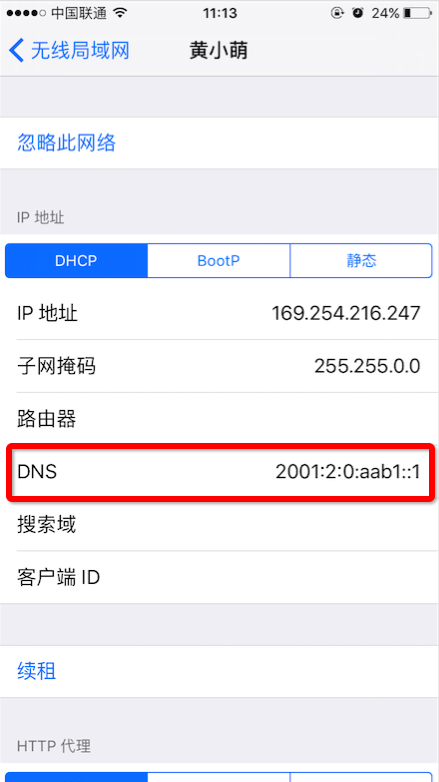 中国联通 11:13 24%
无线局域网 黄小萌
忽略此网络
IP 地址
DHCP BootP 静态
IP 地址 169.254.216.247
子网掩码 255.255.0.0
路由器
DNS 2001:2:0:aab1::1
搜索域
客户端 ID
续租
HTTP 代理